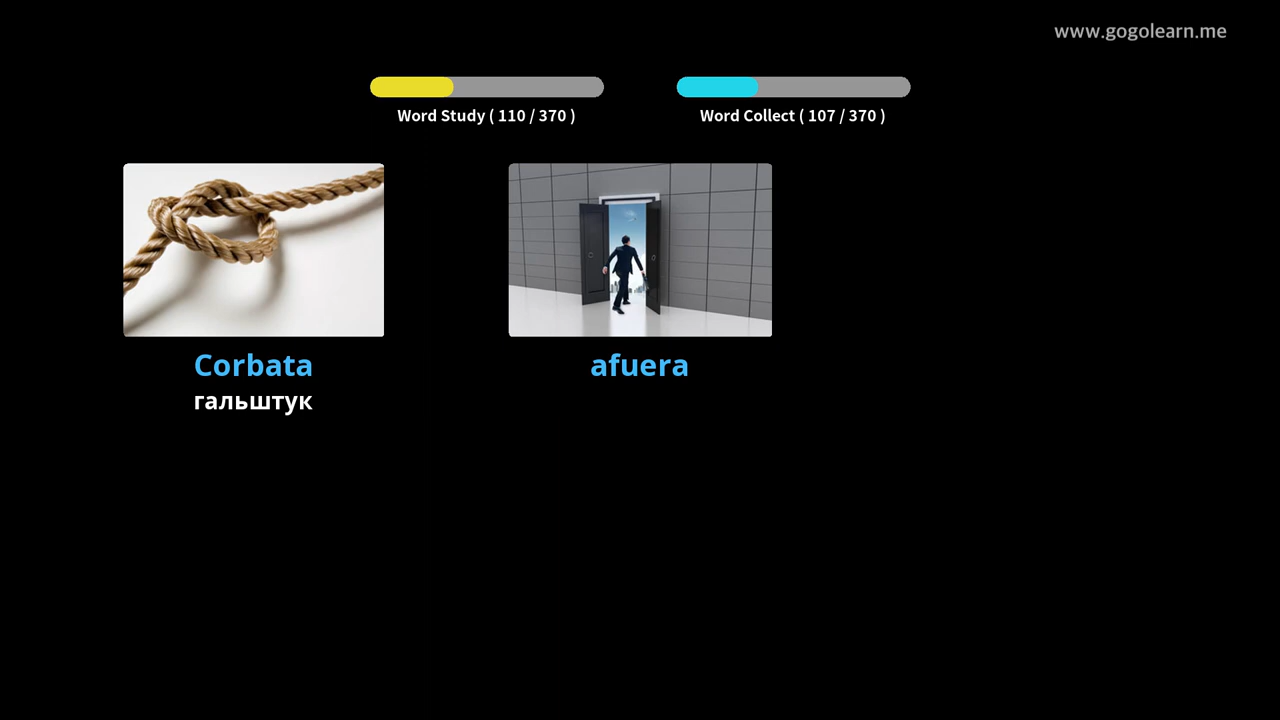 www.gogolearn.me
Word Study ( 110 / 370 )
Word Collect ( 107 / 370 )
Corbata
гальштук
afuera